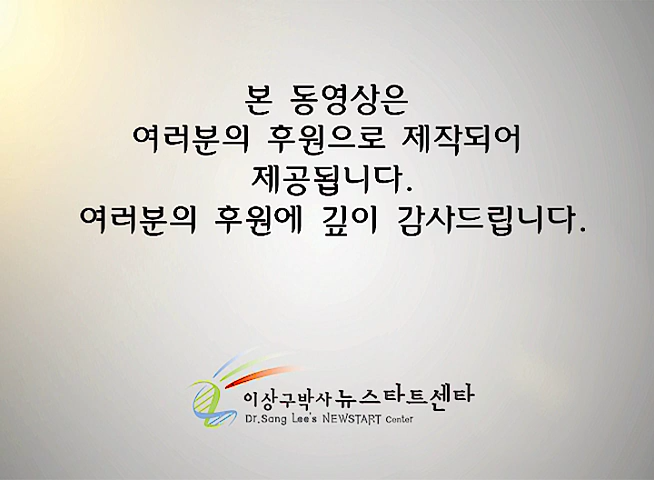 본 동영상은
여러분의 후원으로 제작되어
제공됩니다.
여러분의 후원에 깊이 감사드립니다.
이상구박사 뉴스타트센타
Dr.Sang Lee's NEWSTART Center